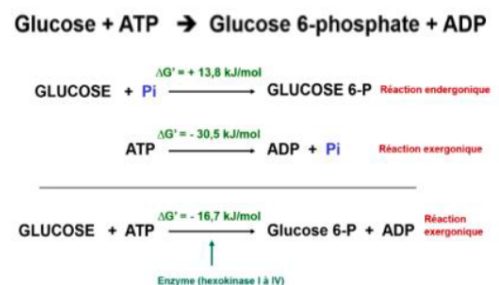 Glucose + ATP → Glucose 6-phosphate + ADP
ΔG' = + 13,8 kJ/mol
GLUCOSE + Pi → GLUCOSE 6-P Réaction endergonique
ΔG' = - 30,5 kJ/mol
ATP → ADP + Pi Réaction exergonique
ΔG' = - 16,7 kJ/mol
GLUCOSE + ATP → Glucose 6-P + ADP Réaction
exergonique
Enzyme (hexokinase I à IV)